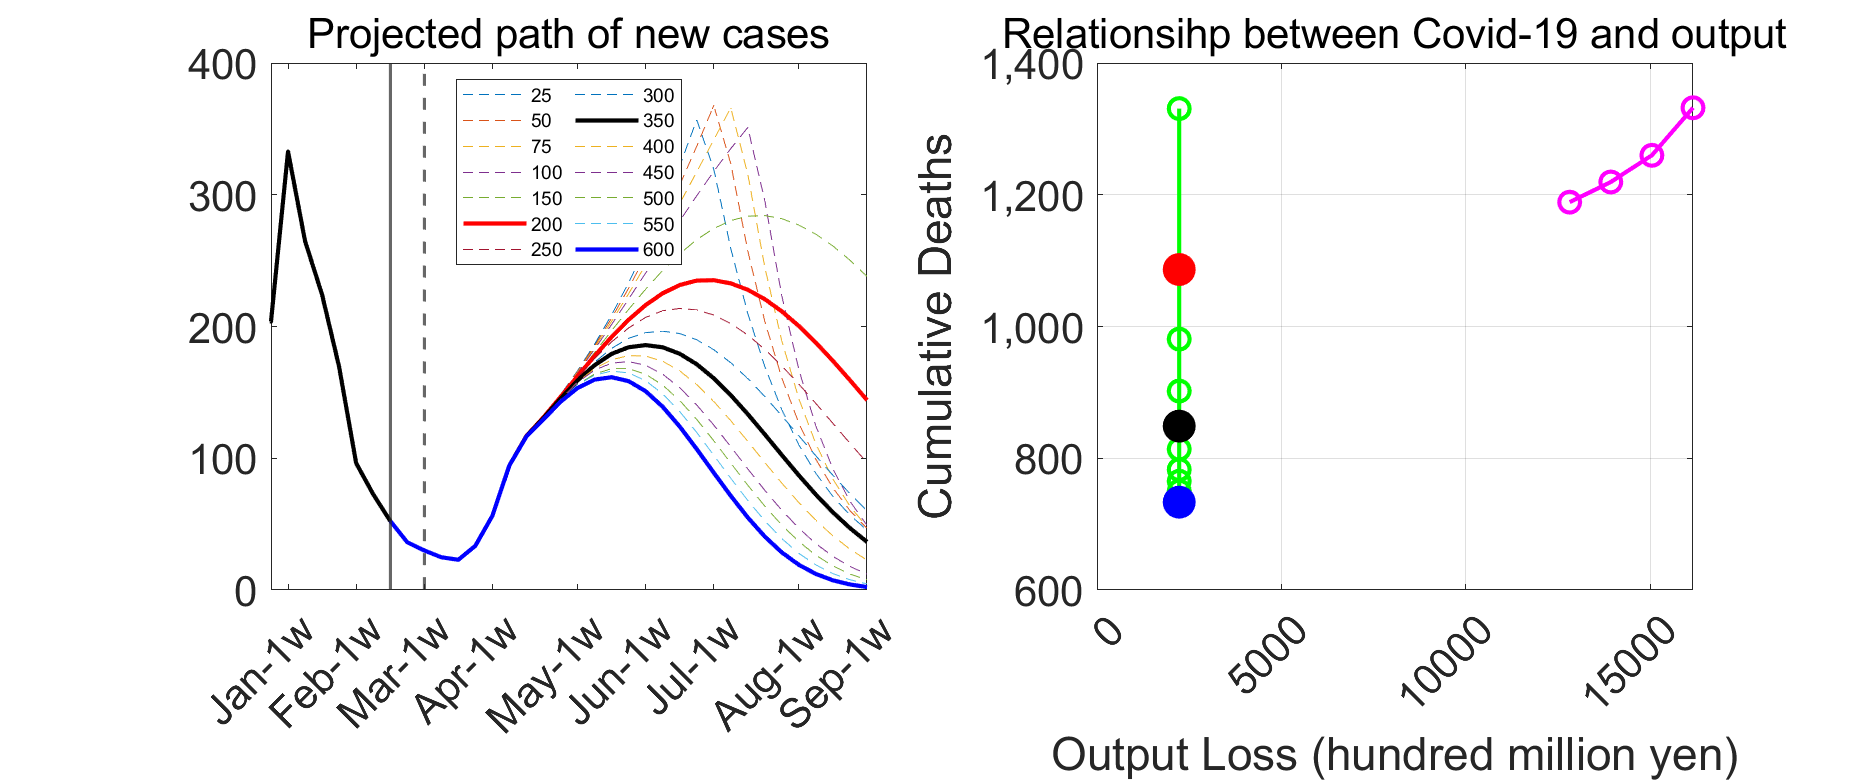 Projected path of new cases
400
300
200
100
0
25
50
75
100
150
200
250
300
350
400
450
500
550
600
Jan-1w
Feb-1w
Mar-1w
Apr-1w
May-1w
Jun-1w
Jul-1w
Aug-1w
Sep-1w
Relationsihp between Covid-19 and output
Cumulative Deaths
1,400
1,200
1,000
800
600
0
5000
10000
15000
Output Loss (hundred million yen)